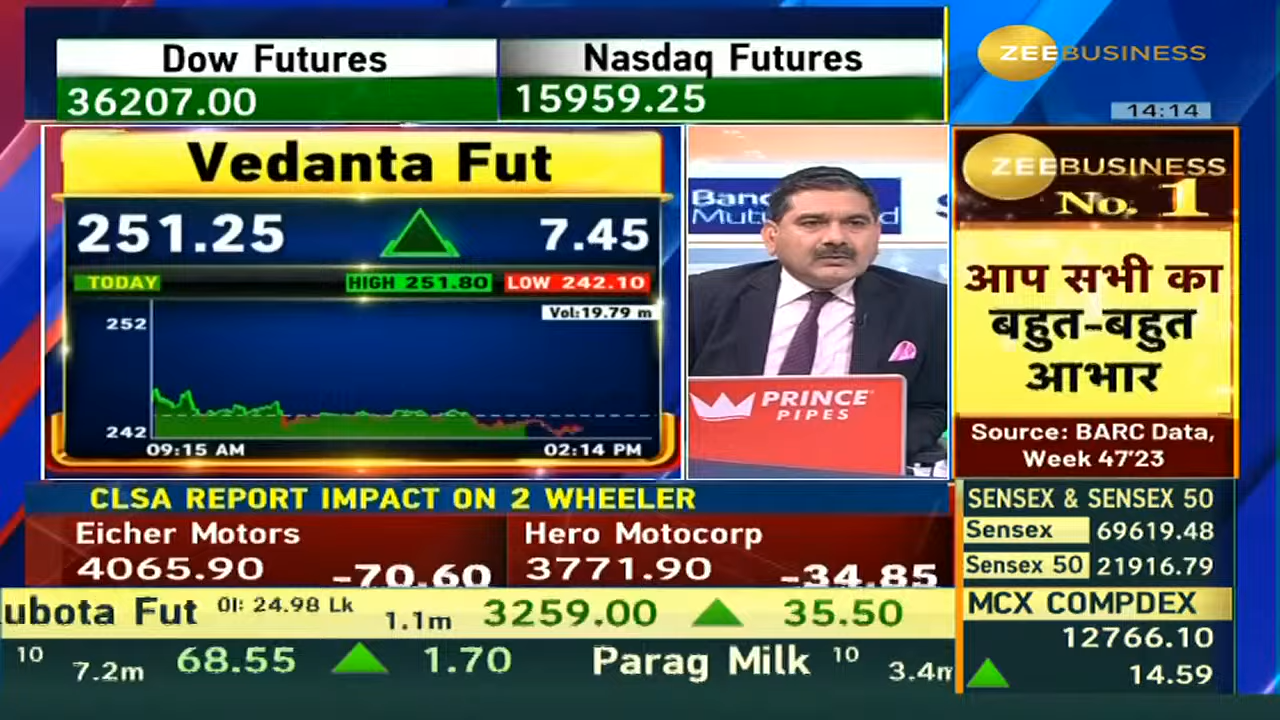 Dow Futures
36207.00
Nasdaq Futures
15959.25
ZEEBUSINESS
14:14
Vedanta Fut
251.25
7.45
TODAY
HIGH 251.80
LOW 242.10
Vol:19.79 m
252
242
09:15 AM
02:14 PM
PRINCE
PIPES
ZEEBUSINESS
No. 1
आप सभी का
बहुत-बहुत
आभार
Source: BARC Data,
Week 47'23
CLSA REPORT IMPACT ON 2 WHEELER
Eicher Motors
4065.90 -70.60
Hero Motocorp
3771.90 -34.85
SENSEX & SENSEX 50
Sensex 69619.48
Sensex 50 21916.79
MCX COMPDEX
12766.10
14.59
ubota Fut OI: 24.98 Lk 1.1m 3259.00 35.50
10 7.2m 68.55 1.70 Parag Milk 10 3.4m